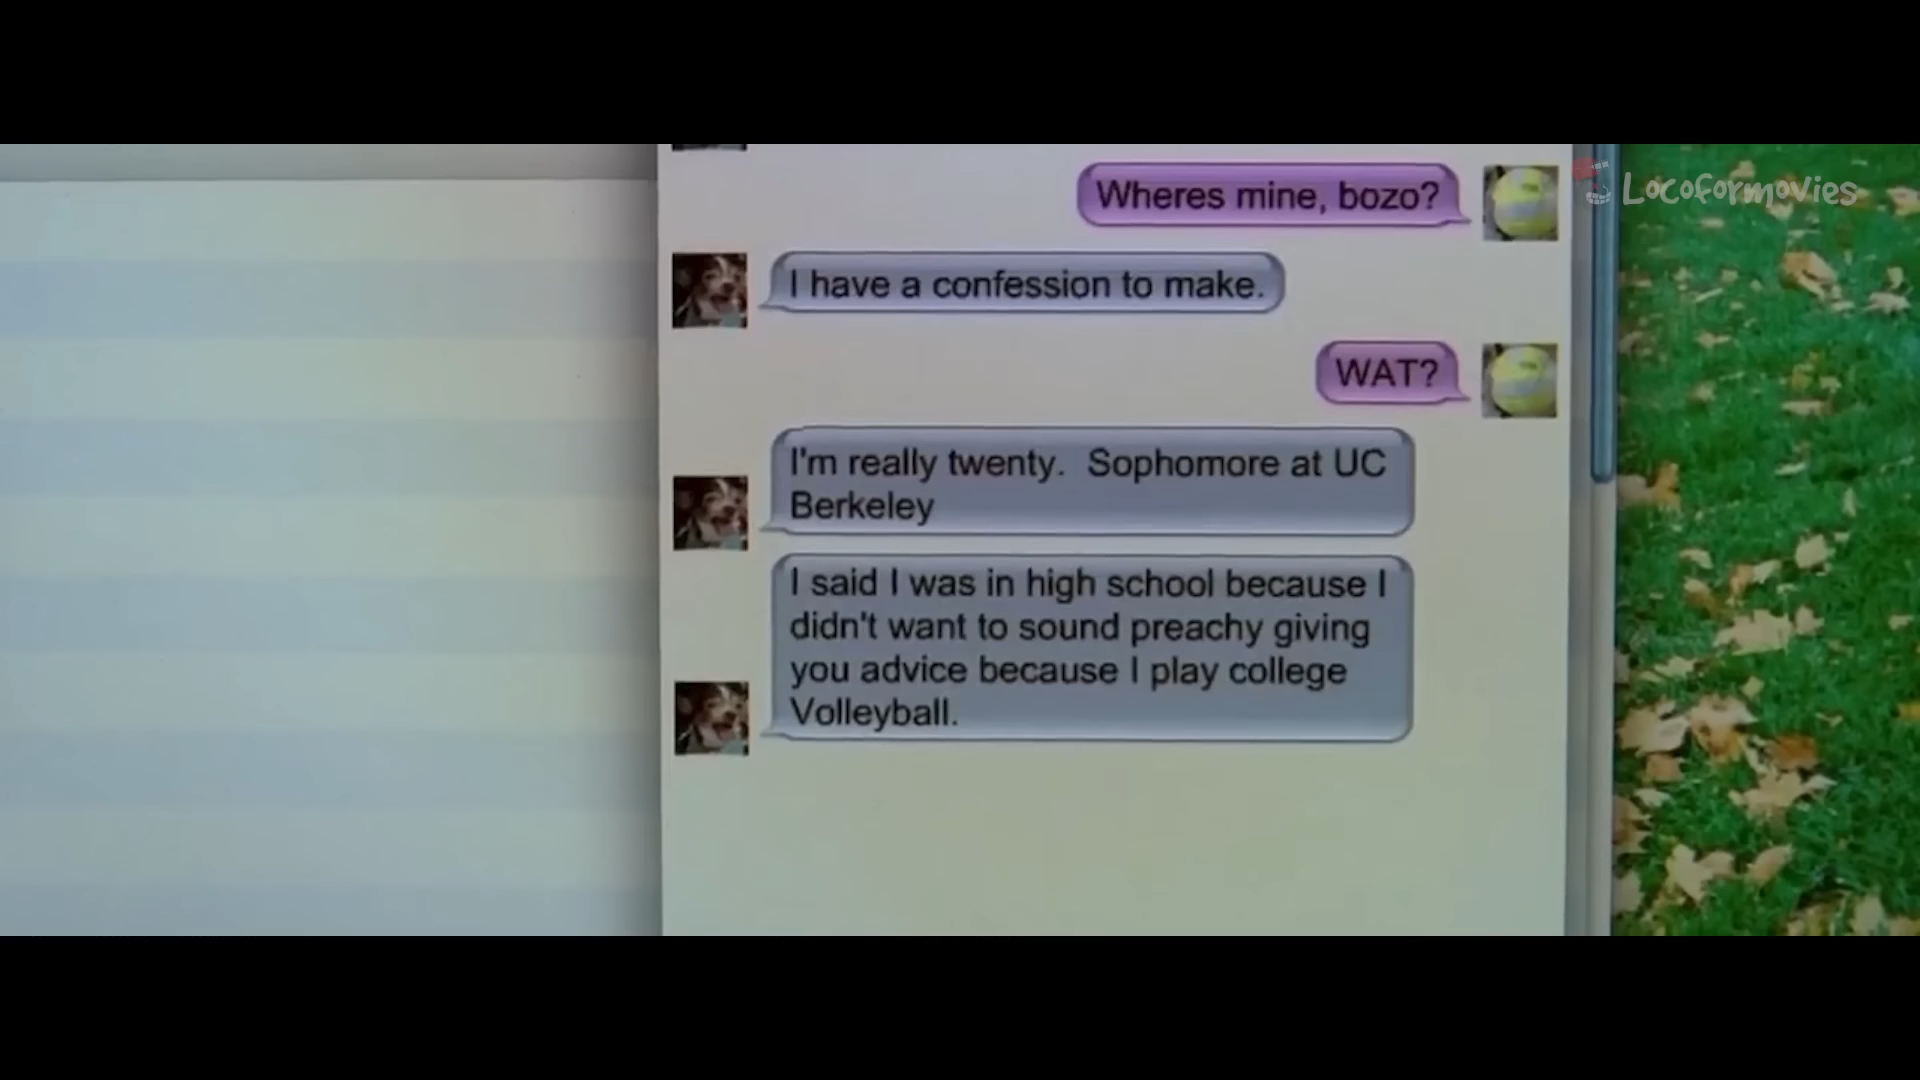 Wheres mine, bozo?
Locoformovies
I have a confession to make.
WAT?
I'm really twenty.  Sophomore at UC
Berkeley
I said I was in high school because I
didn't want to sound preachy giving
you advice because I play college
Volleyball.